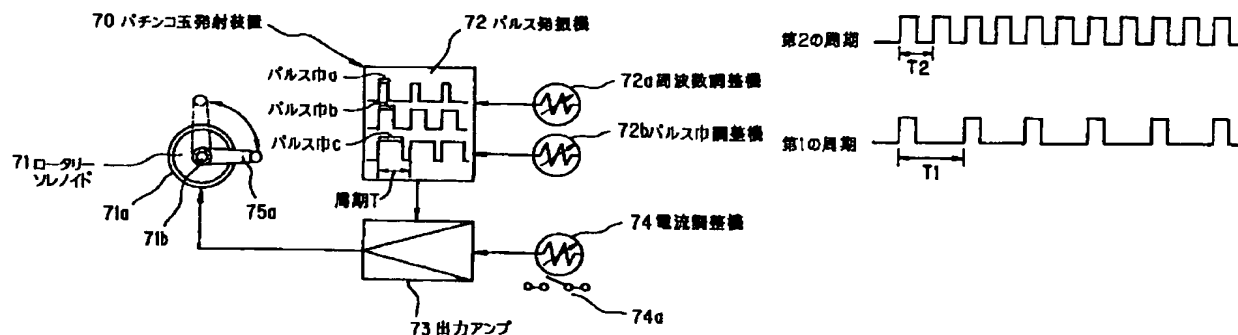 70 パチンコ玉発射装置
72 パルス発振機
パルス巾a
パルス巾b
パルス巾c
周期T
72a 周波数調整機
72bパルス巾調整機
71 ロータリー
ソレノイド
71a
71b
75a
74 電流調整機
74a
73 出力アンプ
第2の周期
T2
第1の周期
T1